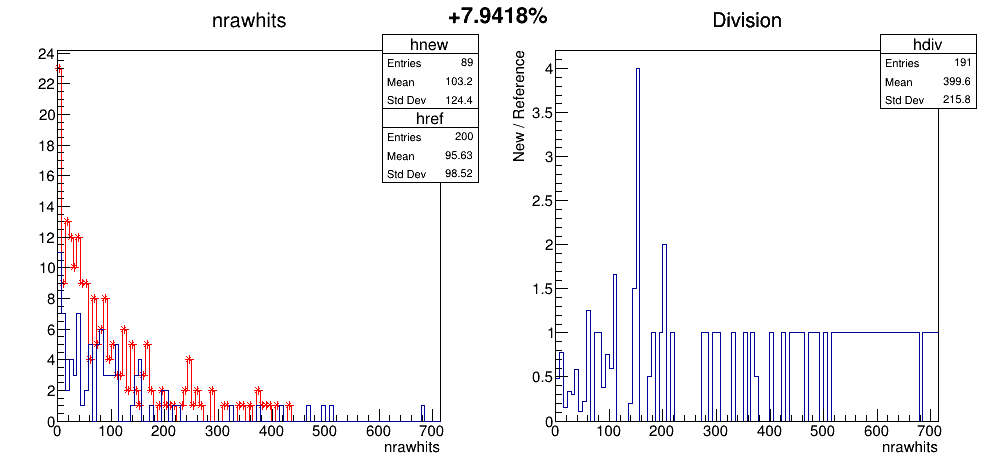 +7.9418%
nrawhits
hnew
Entries 89
Mean 103.2
Std Dev 124.4
href
Entries 200
Mean 95.63
Std Dev 98.52
24
22
20
18
16
14
12
10
8
6
4
2
0
0 100 200 300 400 500 600 700
nrawhits
Division
hdiv
Entries 191
Mean 399.6
Std Dev 215.8
New / Reference
4
3.5
3
2.5
2
1.5
1
0.5
0
0 100 200 300 400 500 600 700
nrawhits